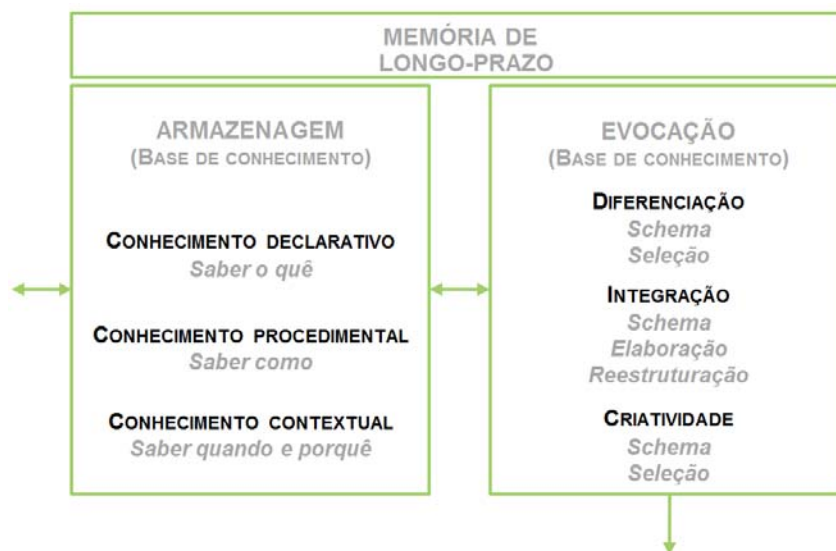 MEMÓRIA DE
LONGO-PRAZO
ARMAZENAGEM
(BASE DE CONHECIMENTO)
CONHECIMENTO DECLARATIVO
Saber o quê
CONHECIMENTO PROCEDIMENTAL
Saber como
CONHECIMENTO CONTEXTUAL
Saber quando e porquê
EVOCAÇÃO
(BASE DE CONHECIMENTO)
DIFERENCIAÇÃO
Schema
Seleção
INTEGRAÇÃO
Schema
Elaboração
Reestruturação
CRIATIVIDADE
Schema
Seleção